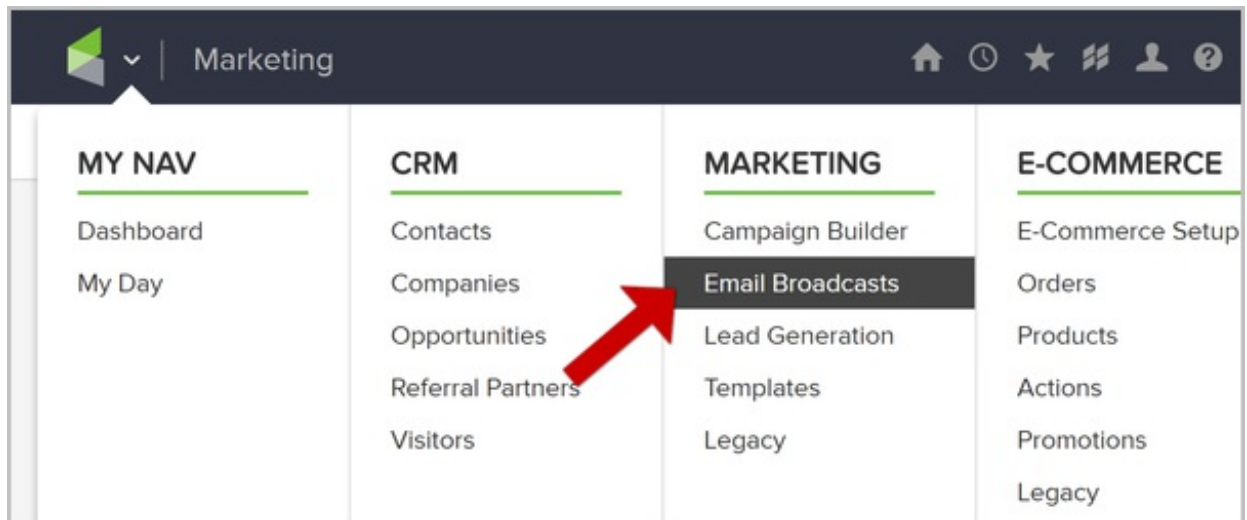 Marketing
MY NAV
Dashboard
My Day
CRM
Contacts
Companies
Opportunities
Referral Partners
Visitors
MARKETING
Campaign Builder
Email Broadcasts
Lead Generation
Templates
Legacy
E-COMMERCE
E-Commerce Setup
Orders
Products
Actions
Promotions
Legacy